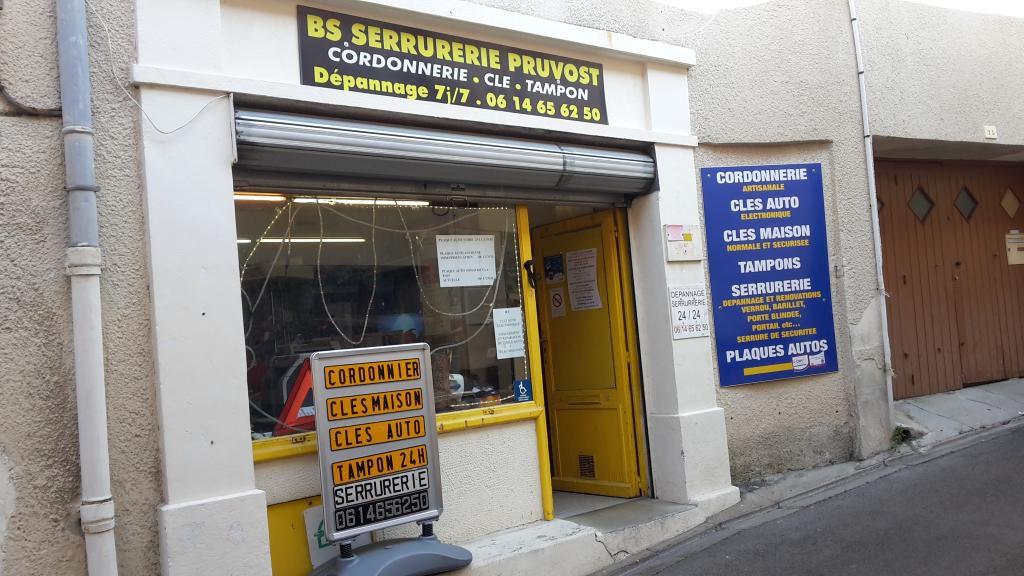 BS SERRURERIE PRUVOST
CORDONNERIE . CLE . TAMPON
Dépannage 7j/7 . 06 14 65 62 50
CORDONNERIE
ARTISANALE
CLES AUTO
ELECTRONIQUE
CLES MAISON
NORMALE ET SECURISEE
TAMPONS
SERRURERIE
DEPANNAGE ET RENOVATIONS
VERROU, BARILLET,
PORTE BLINDEE,
PORTAIL etc...
SERRURE DE SECURITEE
PLAQUES AUTOS
DEPANNAGE
SERRURERIE
24 / 24
06 14 65 62 50
CORDONNIER
CLES MAISON
CLES AUTO
TAMPON 24H
SERRURERIE
0614656250